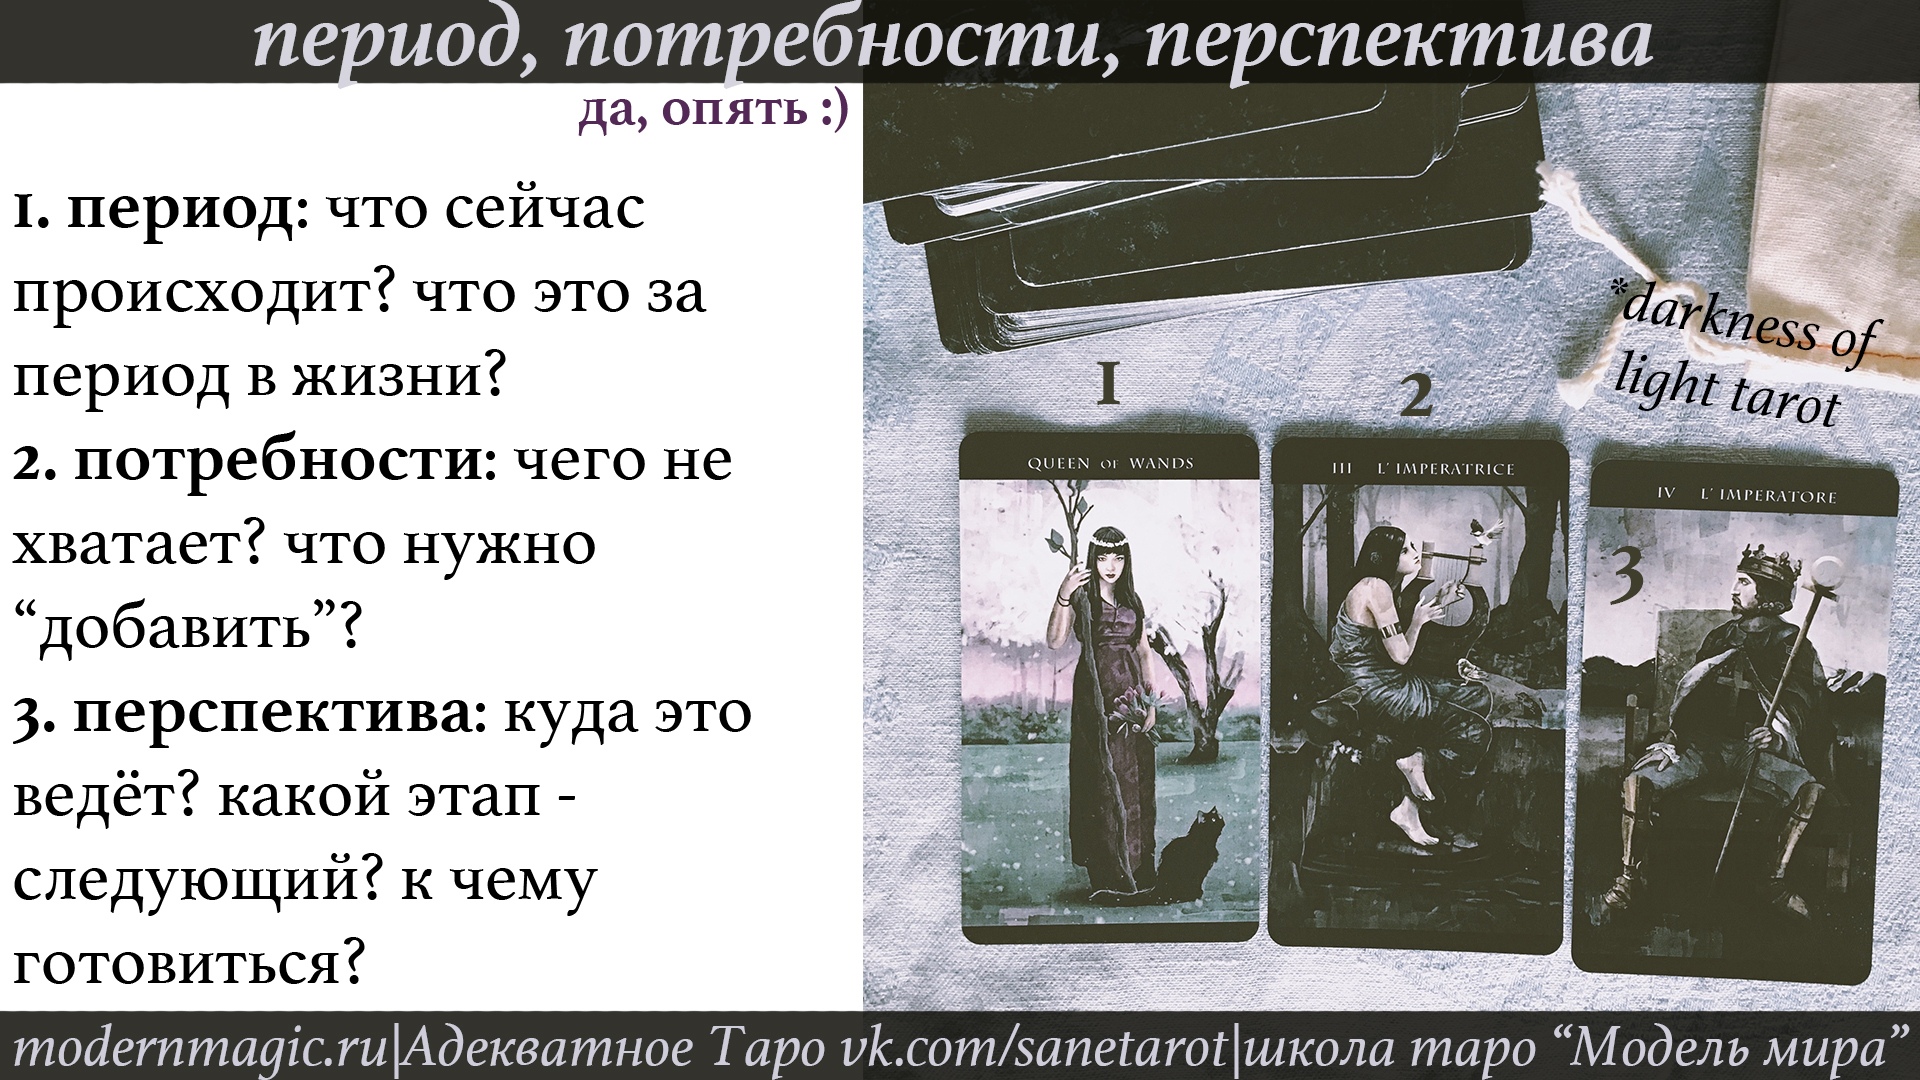 период, потребности, перспектива
да, опять :)
1. период: что сейчас
происходит? что это за
период в жизни?
2. потребности: чего не
хватает? что нужно
“добавить”?
3. перспектива: куда это
ведёт? какой этап -
следующий? к чему
готовиться?
*darkness of
light tarot
1
2
3
QUEEN OF WANDS
III L' IMPERATRICE
IV L' IMPERATORE
modernmagic.ru|Адекватное Таро vk.com/sanetarot|школа таро “Модель мира”